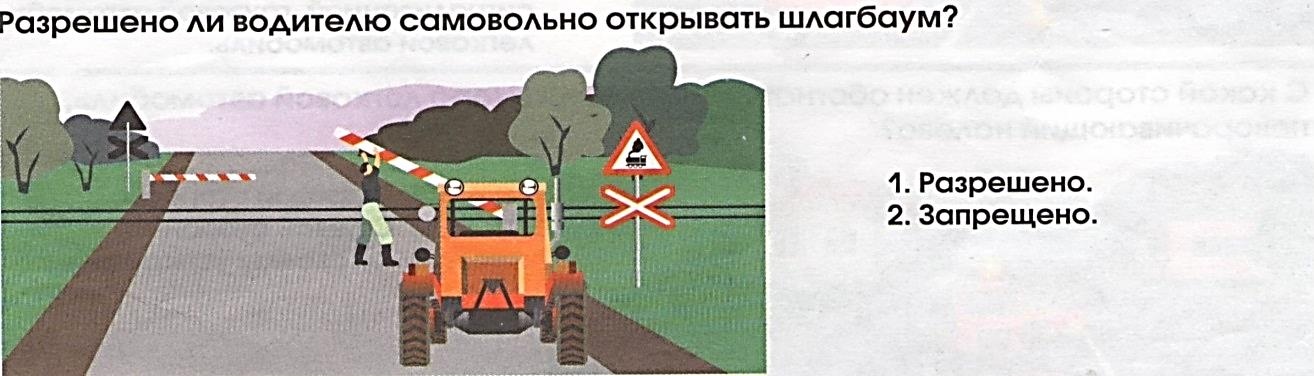 Разрешено ли водителю самовольно открывать шлагбаум?
1. Разрешено.
2. Запрещено.